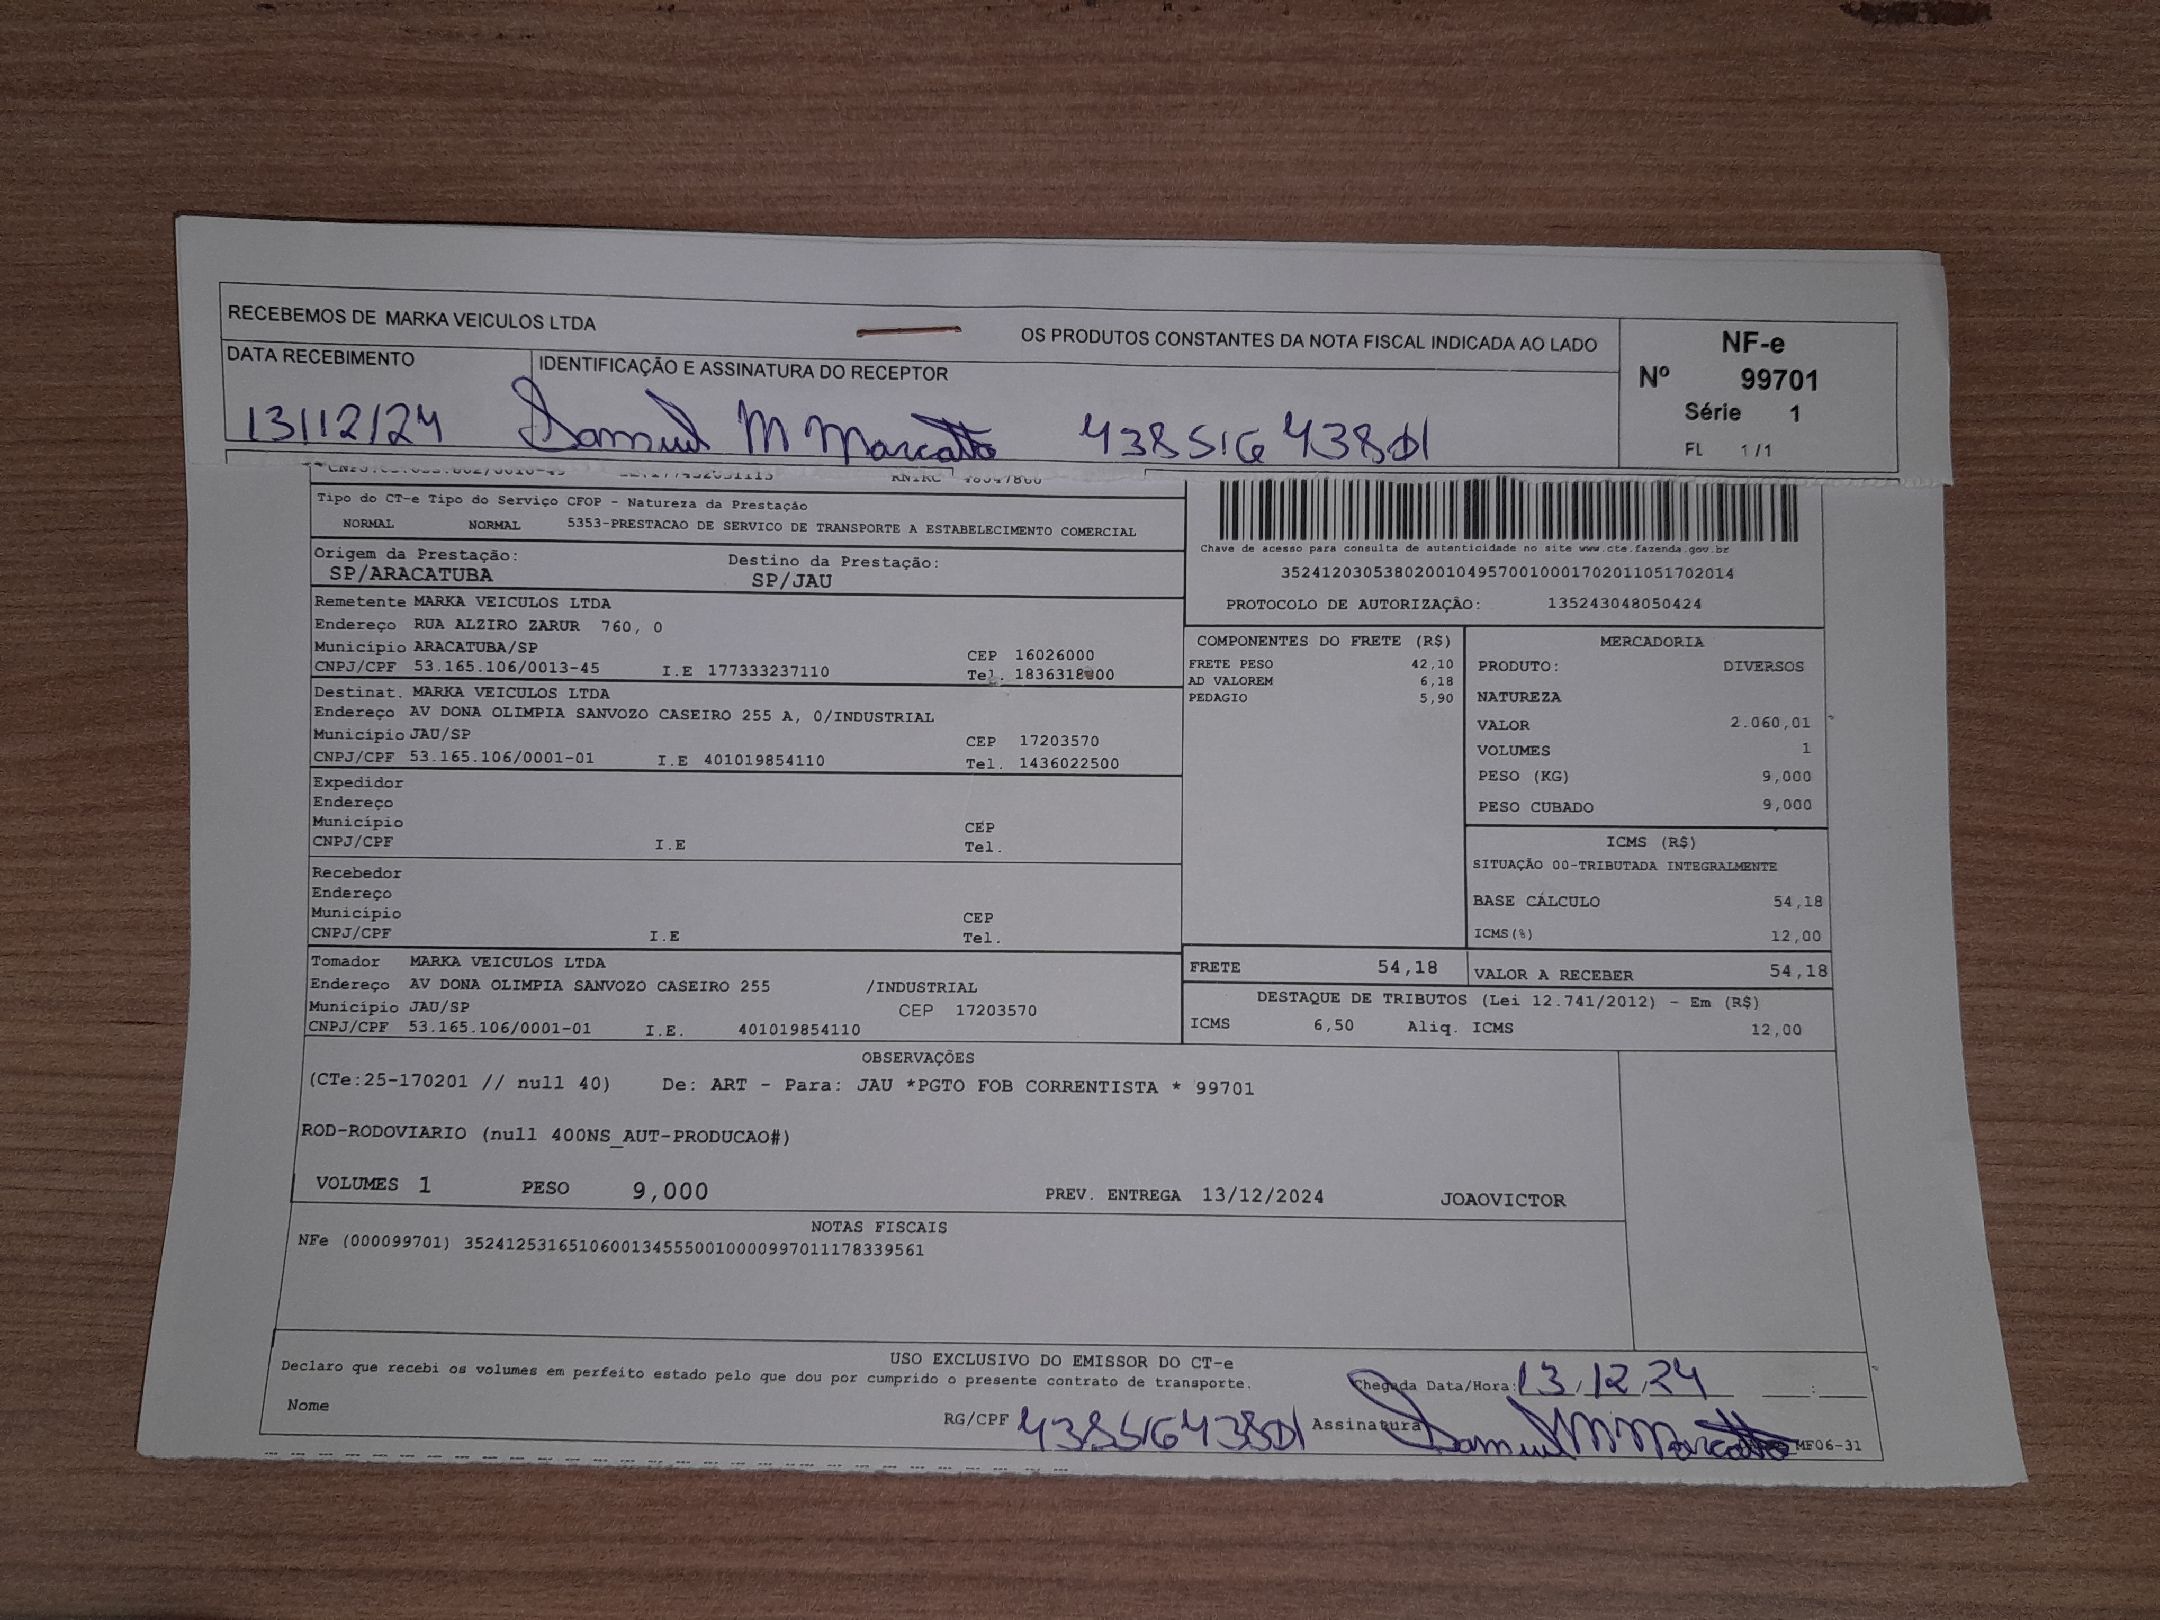 RECEBEMOS DE MARKA VEICULOS LTDA OS PRODUTOS CONSTANTES DA NOTA FISCAL INDICADA AO LADO
NF-e
Nº 99701
Série 1
FL 1/1
DATA RECEBIMENTO IDENTIFICAÇÃO E ASSINATURA DO RECEPTOR
13/12/24 Samuel M Marcatto
Tipo do CT-e Tipo do Serviço CFOP - Natureza da Prestação
NORMAL NORMAL 5353-PRESTACAO DE SERVICO DE TRANSPORTE A ESTABELECIMENTO COMERCIAL
Origem da Prestação: Destino da Prestação:
SP/ARACATUBA SP/JAU
Chave de acesso para consulta de autenticidade no site www.cte.fazenda.gov.br
35241203053802001049570010001702011051702014
PROTOCOLO DE AUTORIZAÇÃO: 135243048050424
Remetente MARKA VEICULOS LTDA
Endereço RUA ALZIRO ZARUR 760, 0
Município ARACATUBA/SP CEP 16026000
CNPJ/CPF 53.165.106/0013-45 I.E 177333237110 Tel.
Destinat. MARKA VEICULOS LTDA
Endereço AV DONA OLIMPIA SANVOZO CASEIRO 255 A, 0/INDUSTRIAL
Município JAU/SP CEP 17203570
CNPJ/CPF 53.165.106/0001-01 I.E 401019854110 Tel. 1436022500
Expedidor
Endereço
Município CEP
CNPJ/CPF I.E Tel.
Recebedor
Endereço
Município CEP
CNPJ/CPF I.E Tel.
Tomador MARKA VEICULOS LTDA
Endereço AV DONA OLIMPIA SANVOZO CASEIRO 255 /INDUSTRIAL
Município JAU/SP CEP 17203570
CNPJ/CPF 53.165.106/0001-01 I.E. 401019854110
COMPONENTES DO FRETE (R$)
FRETE PESO 42,10
AD VALOREM 6,18
PEDAGIO 5,90
MERCADORIA
PRODUTO: DIVERSOS
NATUREZA
VALOR 2.060,01
VOLUMES 1
PESO (KG) 9,000
PESO CUBADO 9,000
ICMS (R$)
SITUAÇÃO 00-TRIBUTADA INTEGRALMENTE
BASE CÁLCULO 54,18
ICMS(%) 12,00
FRETE 54,18 VALOR A RECEBER 54,18
DESTAQUE DE TRIBUTOS (Lei 12.741/2012) - Em (R$)
ICMS 6,50 Aliq. ICMS 12,00
OBSERVAÇÕES
(CTe:25-170201 // null 40) De: ART - Para: JAU *PGTO FOB CORRENTISTA * 99701
ROD-RODOVIARIO (null 400NS_AUT-PRODUCAO#)
VOLUMES 1 PESO 9,000 PREV. ENTREGA 13/12/2024 JOAOVICTOR
NOTAS FISCAIS
NFe (000099701) 35241253165106001345550010000997011178339561
USO EXCLUSIVO DO EMISSOR DO CT-e
Declaro que recebi os volumes em perfeito estado pelo que dou por cumprido o presente contrato de transporte. Chegada Data/Hora: 13/12/24
Nome RG/CPF Assinatura Samuel M Marcatto MF06-31